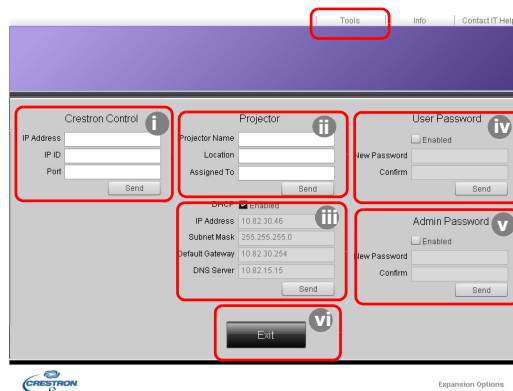 Tools Info Contact IT Help
Crestron Control i
IP Address
IP ID
Port
Send
Projector ii
Projector Name
Location
Assigned To
Send
DHCP Enabled iii
IP Address 10.82.30.46
Subnet Mask 255.255.255.0
Default Gateway 10.82.30.254
DNS Server 10.82.15.15
Send
User Password iv
Enabled
New Password
Confirm
Send
Admin Password v
Enabled
New Password
Confirm
Send
Exit vi
CRESTRON Expansion Options